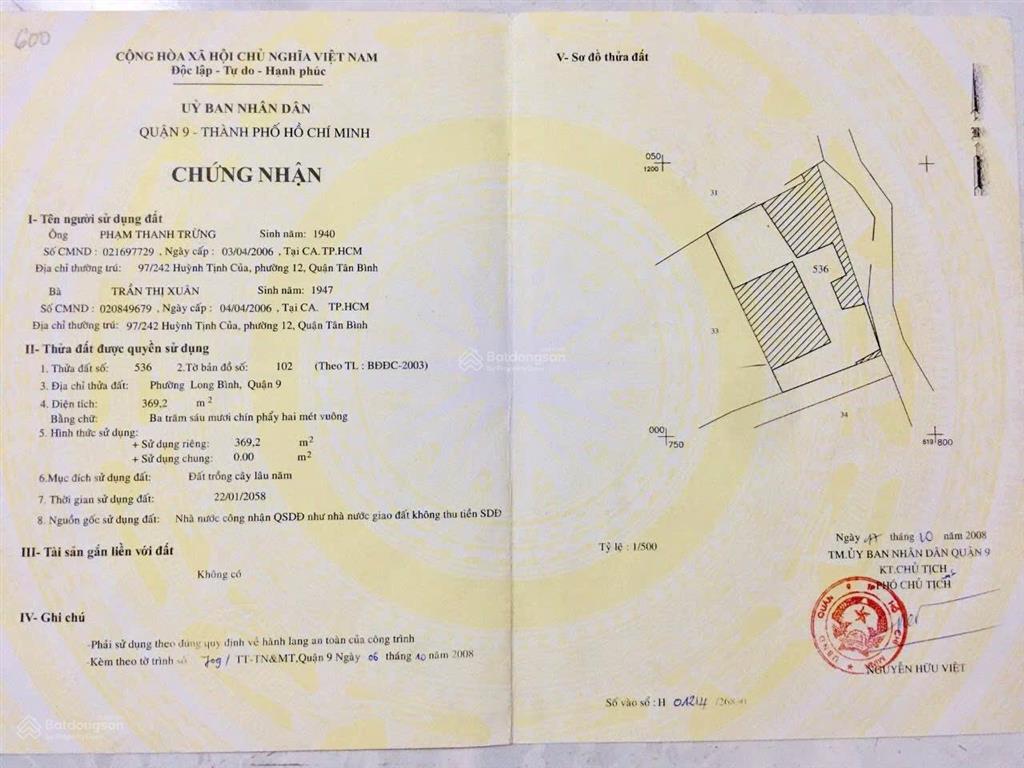 600
CỘNG HÒA XÃ HỘI CHỦ NGHĨA VIỆT NAM
Độc lập - Tự do - Hạnh phúc
UỶ BAN NHÂN DÂN
QUẬN 9 - THÀNH PHỐ HỒ CHÍ MINH
CHỨNG NHẬN
I- Tên người sử dụng đất
Ông PHẠM THANH TRỪNG Sinh năm: 1940
Số CMND : 021697729 , Ngày cấp : 03/04/2006 , Tại CA.TP.HCM
Địa chỉ thường trú: 97/242 Huỳnh Tịnh Của, phường 12, Quận Tân Bình
Bà TRẦN THỊ XUÂN Sinh năm: 1947
Số CMND : 020849679 , Ngày cấp : 04/04/2006 , Tại CA. TP.HCM
Địa chỉ thường trú: 97/242 Huỳnh Tịnh Của, phường 12, Quận Tân Bình
II- Thửa đất được quyền sử dụng
1. Thửa đất số: 536 2.Tờ bản đồ số: 102 (Theo TL : BĐĐC-2003)
3. Địa chỉ thửa đất: Phường Long Bình, Quận 9
4. Diện tích: 369,2 m2
Bằng chữ: Ba trăm sáu mươi chín phẩy hai mét vuông
5. Hình thức sử dụng:
+ Sử dụng riêng: 369,2 m2
+ Sử dụng chung: 0.00 m2
6.Mục đích sử dụng đất: Đất trồng cây lâu năm
7. Thời gian sử dụng đất: 22/01/2058
8. Nguồn gốc sử dụng đất: Nhà nước công nhận QSDĐ như nhà nước giao đất không thu tiền SDĐ
III- Tài sản gắn liền với đất
Không có
IV- Ghi chú
-Phải sử dụng theo đúng quy định về hành lang an toàn của công trình
-Kèm theo tờ trình số / TT-TN&MT,Quận 9 Ngày 06 tháng 10 năm 2008
V- Sơ đồ thửa đất
050
1200
31
536
33
34
000
750
819 800
Tỷ lệ : 1/500
Ngày tháng 10 năm 2008
TM.ỦY BAN NHÂN DÂN QUẬN 9
KT.CHỦ TỊCH
PHÓ CHỦ TỊCH
NGUYỄN HỮU VIỆT
Số vào sổ : H 01214
Batdongsan
Batdongsan